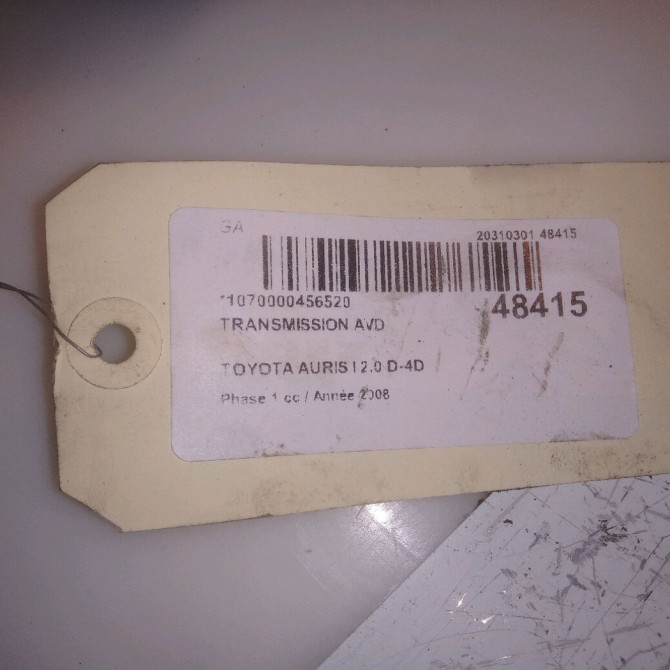 GA
20310301 48415
*1070000456520
48415
TRANSMISSION AVD
TOYOTA AURIS I 2.0 D-4D
Phase 1 cc / Année 2008